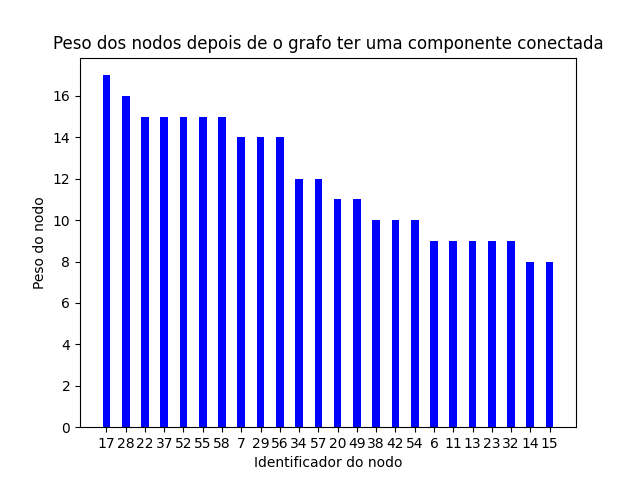 Peso dos nodos depois de o grafo ter uma componente conectada
Peso do nodo
16
14
12
10
8
6
4
2
0
17 28 22 37 52 55 58 7 29 56 34 57 20 49 38 42 54 6 11 13 23 32 14 15
Identificador do nodo